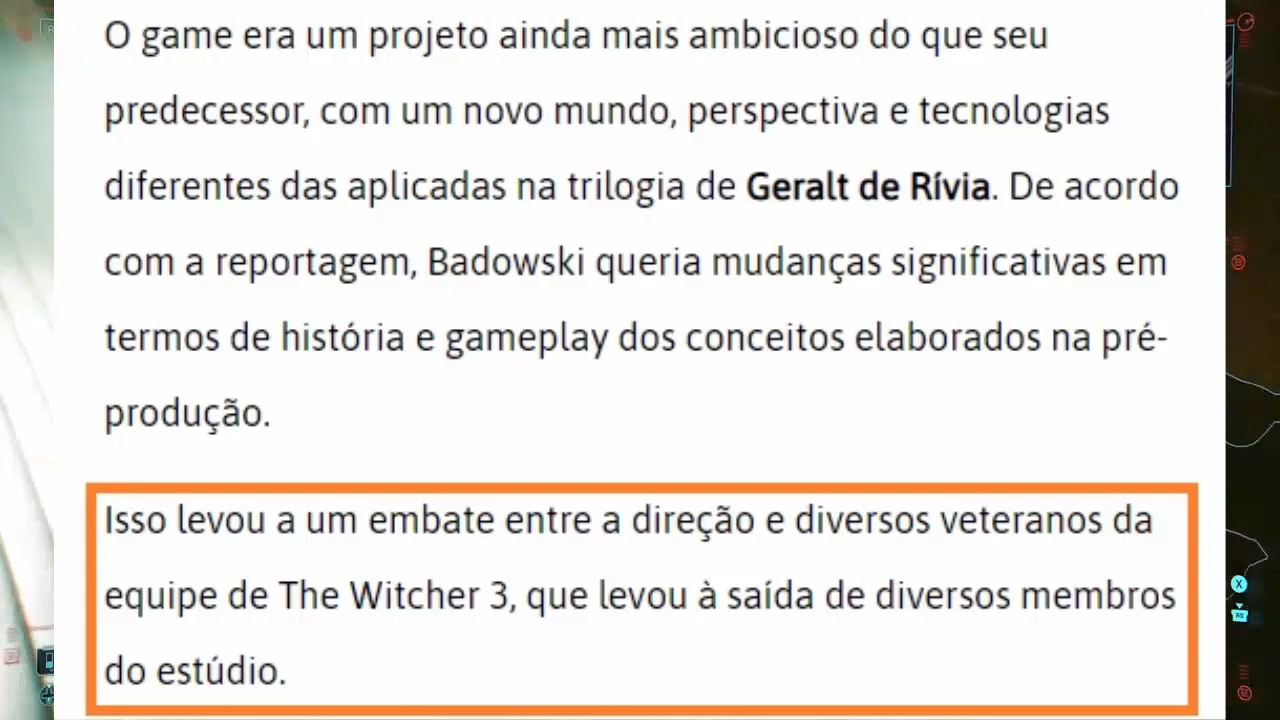 O game era um projeto ainda mais ambicioso do que seu
predecessor, com um novo mundo, perspectiva e tecnologias
diferentes das aplicadas na trilogia de Geralt de Rívia. De acordo
com a reportagem, Badowski queria mudanças significativas em
termos de história e gameplay dos conceitos elaborados na pré-
produção.
Isso levou a um embate entre a direção e diversos veteranos da
equipe de The Witcher 3, que levou à saída de diversos membros
do estúdio.
X
RS